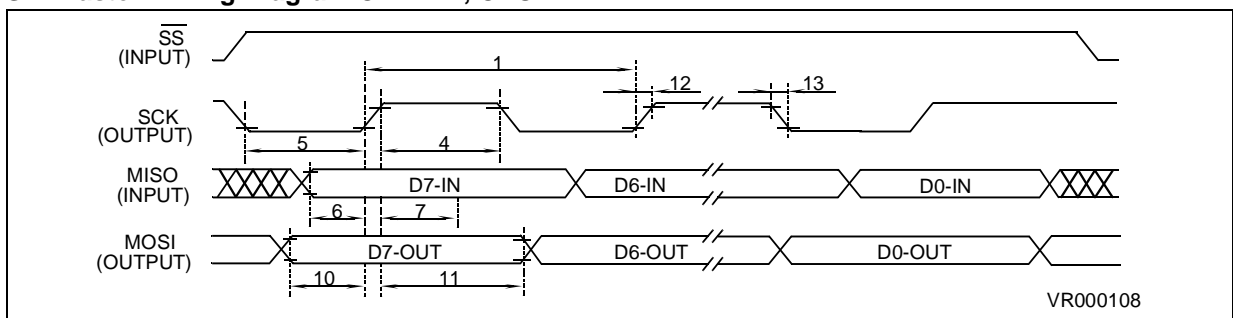 SS
(INPUT)
1
12
13
SCK
(OUTPUT)
5
4
MISO
(INPUT)
D7-IN
D6-IN
D0-IN
6
7
MOSI
(OUTPUT)
D7-OUT
D6-OUT
D0-OUT
10
11
VR000108